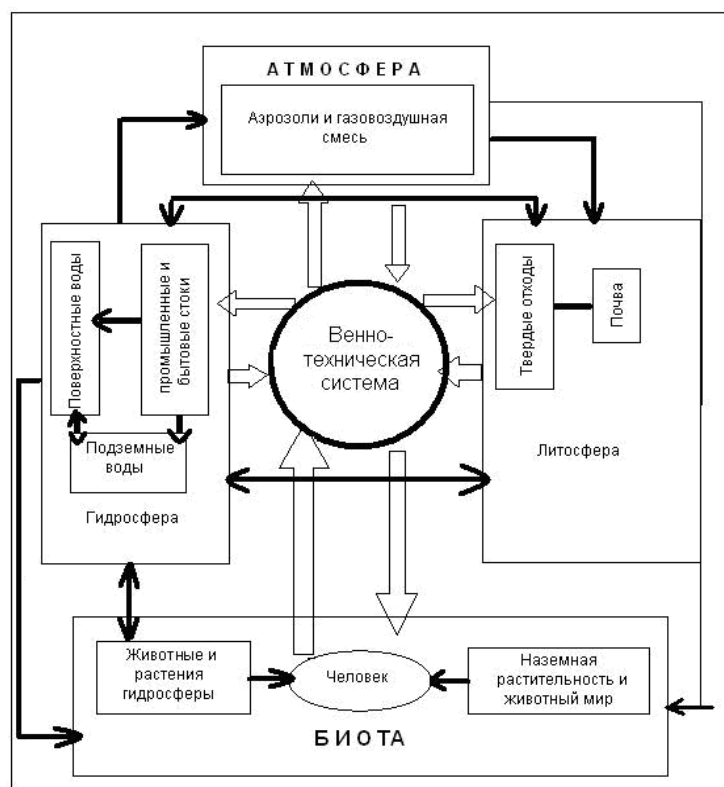 АТМОСФЕРА
Аэрозоли и газовоздушная
смесь
Поверхностные воды
промышленные и
бытовые стоки
Подземные
воды
Гидросфера
Венно-
техническая
система
Твердые отходы
Почва
Литосфера
Животные и
растения
гидросферы
Человек
Наземная
растительность и
животный мир
БИОТА